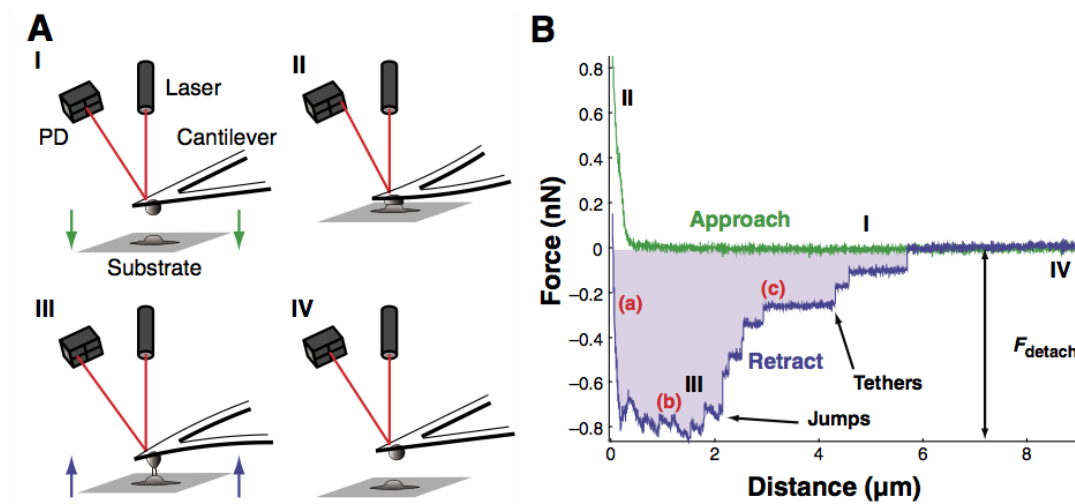 A
I
PD
Laser
Cantilever
Substrate
II
III
IV
B
Force (nN)
0.8
0.6
0.4
0.2
0
−0.2
−0.4
−0.6
−0.8
II
Approach
I
IV
(a)
(c)
(b)
III
Retract
Tethers
Jumps
Fdetach
0
2
4
6
8
Distance (µm)